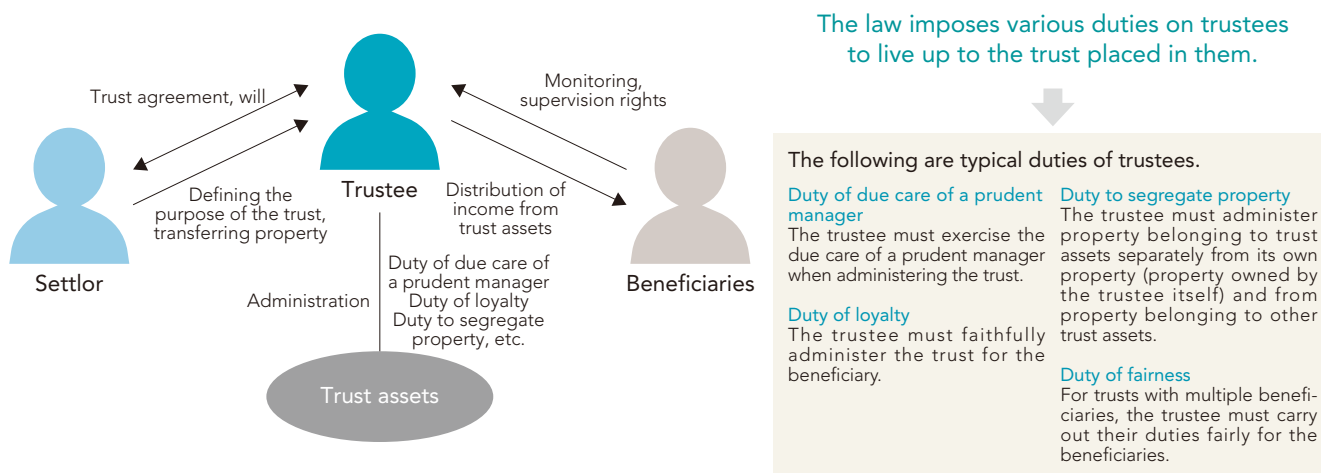 Trust agreement, will
Defining the
purpose of the trust,
transferring property
Settlor
Trustee
Monitoring,
supervision rights
Distribution of
income from
trust assets
Beneficiaries
Administration
Duty of due care of
a prudent manager
Duty of loyalty
Duty to segregate
property, etc.
Trust assets
The law imposes various duties on trustees
to live up to the trust placed in them.
The following are typical duties of trustees.
Duty of due care of a prudent
manager
The trustee must exercise the
due care of a prudent manager
when administering the trust.
Duty of loyalty
The trustee must faithfully
administer the trust for the
beneficiary.
Duty to segregate property
The trustee must administer
property belonging to trust
assets separately from its own
property (property owned by
the trustee itself) and from
property belonging to other
trust assets.
Duty of fairness
For trusts with multiple benefi-
ciaries, the trustee must carry
out their duties fairly for the
beneficiaries.